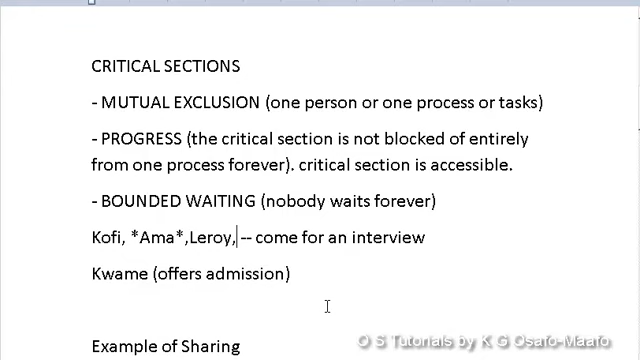 CRITICAL SECTIONS
- MUTUAL EXCLUSION (one person or one process or tasks)
- PROGRESS (the critical section is not blocked of entirely
from one process forever). critical section is accessible.
- BOUNDED WAITING (nobody waits forever)
Kofi, *Ama*,Leroy, -- come for an interview
Kwame (offers admission)
O S Tutorials by K G Osafo-Maafo
Example of Sharing